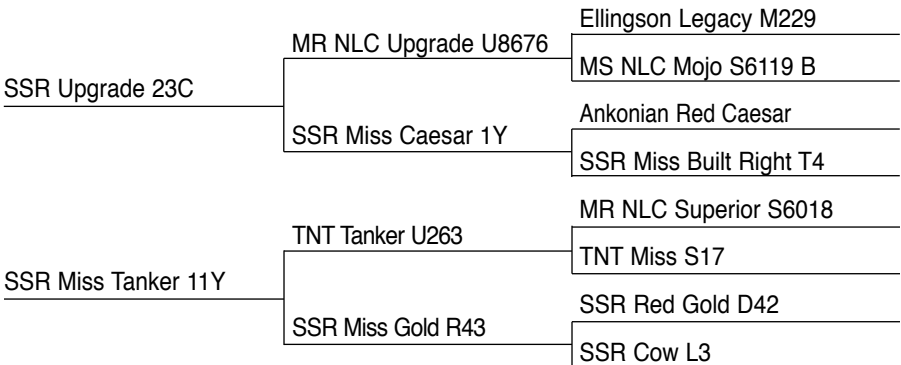 Ellingson Legacy M229
MR NLC Upgrade U8676
MS NLC Mojo S6119 B
SSR Upgrade 23C
Ankonian Red Caesar
SSR Miss Caesar 1Y
SSR Miss Built Right T4
MR NLC Superior S6018
TNT Tanker U263
TNT Miss S17
SSR Miss Tanker 11Y
SSR Red Gold D42
SSR Miss Gold R43
SSR Cow L3